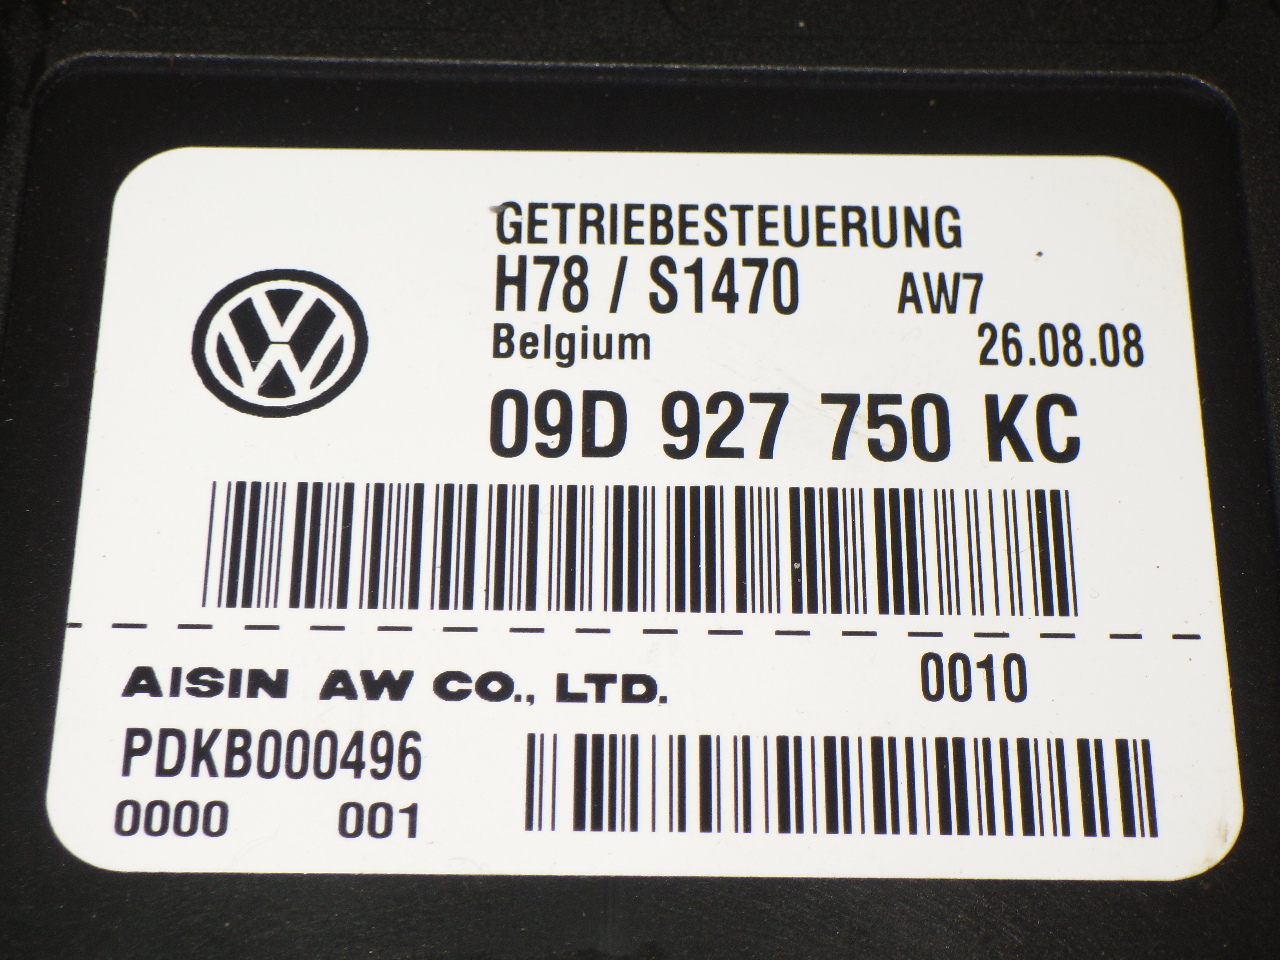 GETRIEBESTEUERUNG
H78 / S1470 AW7
Belgium 26.08.08
09D 927 750 KC
AISIN AW CO., LTD. 0010
PDKB000496
0000 001